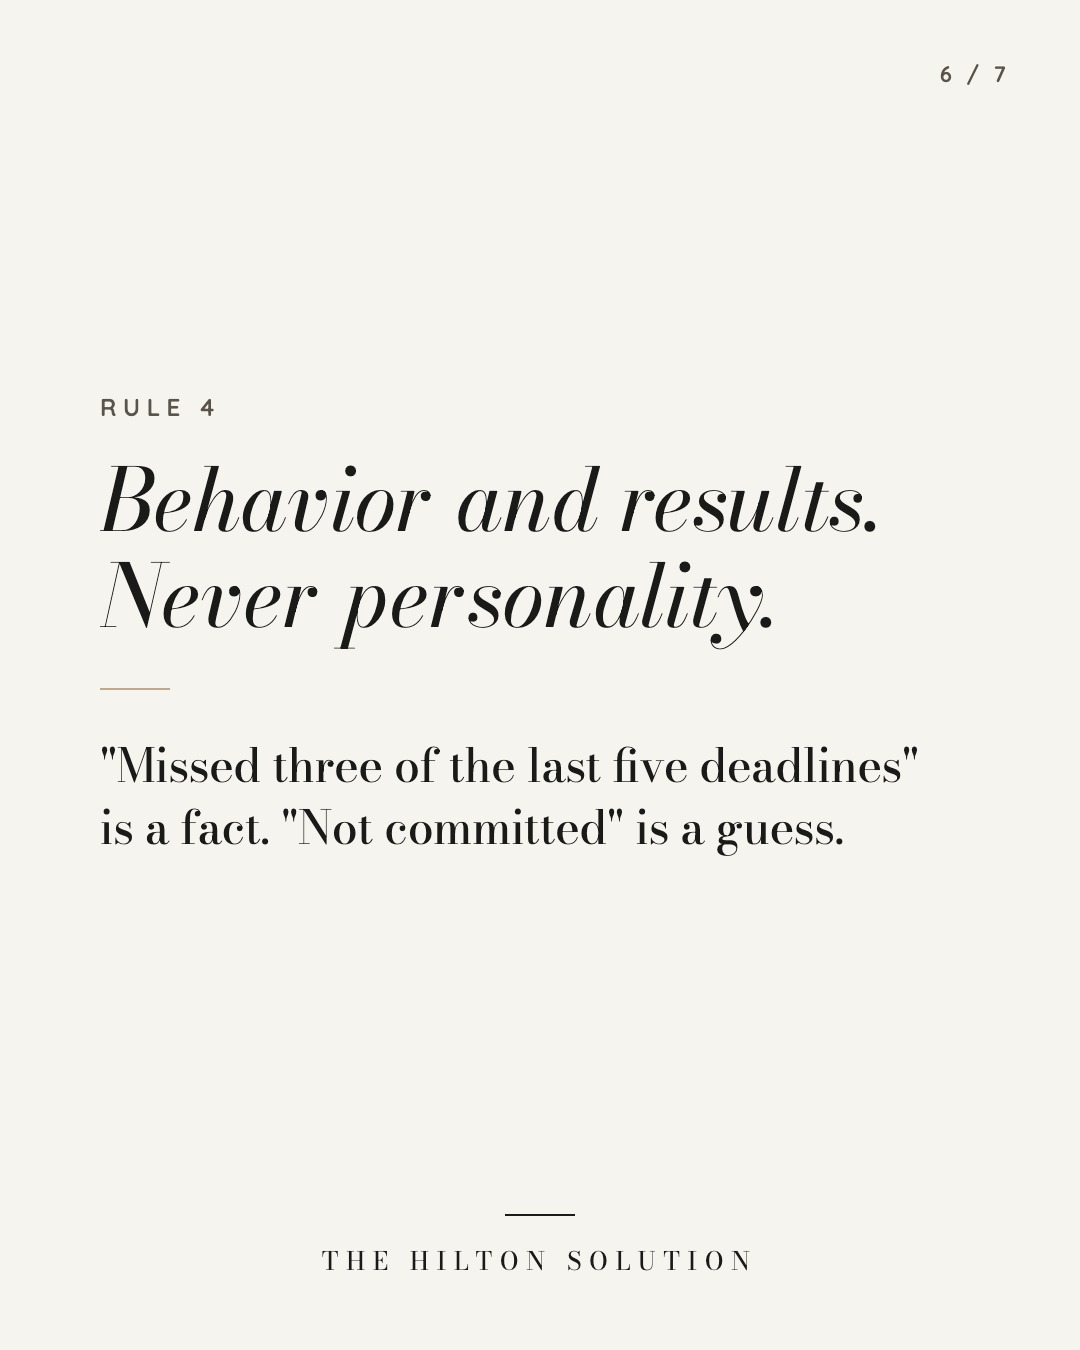 6 / 7
RULE 4
Behavior and results.
Never personality.
"Missed three of the last five deadlines"
is a fact. "Not committed" is a guess.
THE HILTON SOLUTION